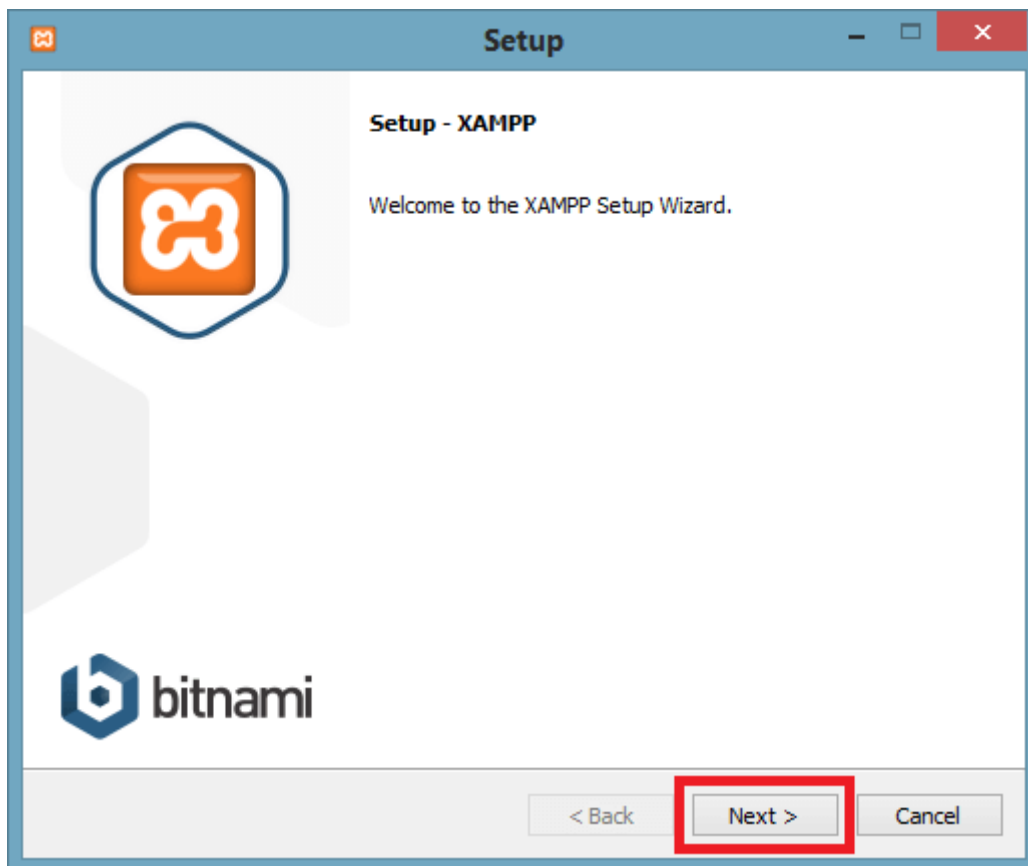 Setup
Setup - XAMPP
Welcome to the XAMPP Setup Wizard.
bitnami
< Back
Next >
Cancel